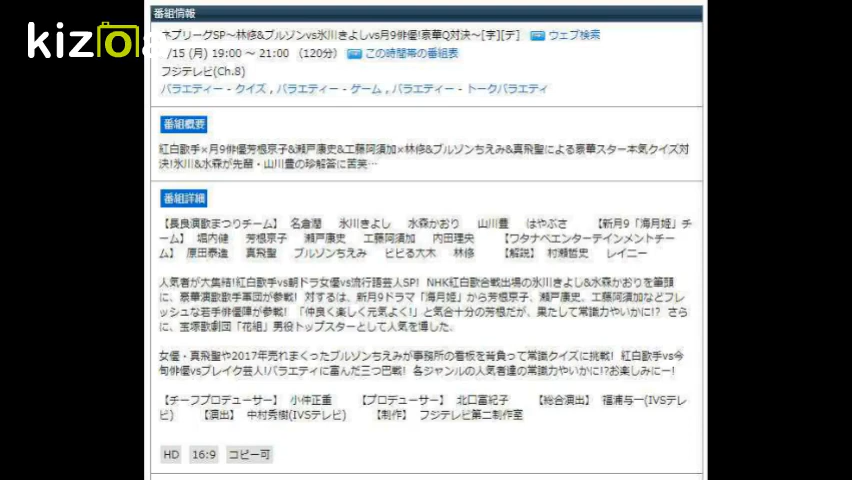 番組情報
kizoa
ネプリーグSP～林修&ブルゾンvs氷川きよしvs月9俳優!豪華Q対決～[字][デ] ウェブ検索
/15 (月) 19:00 ～ 21:00 (120分) この時間帯の番組表
フジテレビ(Ch.8)
バラエティー - クイズ , バラエティー - ゲーム , バラエティー - トークバラエティ
番組概要
紅白歌手×月9俳優芳根京子&瀬戸康史&工藤阿須加×林修&ブルゾンちえみ&真飛聖による豪華スター本気クイズ対
決!氷川&水森が先輩・山川豊の珍解答に苦笑…
番組詳細
【長良演歌まつりチーム】 名倉潤 氷川きよし 水森かおり 山川豊 はやぶさ 【新月9「海月姫」チ
ーム】 堀内健 芳根京子 瀬戸康史 工藤阿須加 内田理央 【ワタナベエンターテインメントチー
ム】 原田泰造 真飛聖 ブルゾンちえみ ビビる大木 林修 【解説】 村瀬哲史 レイニー
人気者が大集結!紅白歌手vs朝ドラ女優vs流行語芸人SP! NHK紅白歌合戦出場の氷川きよし&水森かおりを筆頭
に、豪華演歌歌手軍団が参戦! 対するは、新月9ドラマ「海月姫」から芳根京子、瀬戸康史、工藤阿須加などフレ
ッシュな若手俳優陣が参戦! 「仲良く楽しく元気よく!」と気合十分の芳根だが、果たして常識力やいかに!? さら
に、宝塚歌劇団「花組」男役トップスターとして人気を博した、
女優・真飛聖や2017年売れまくったブルゾンちえみが事務所の看板を背負って常識クイズに挑戦! 紅白歌手vs今
旬俳優vsブレイク芸人!バラエティに富んだ三つ巴戦! 各ジャンルの人気者達の常識力やいかに!?お楽しみにー!
【チーフプロデューサー】 小仲正重 【プロデューサー】 北口富紀子 【総合演出】 福浦与一(IVSテレ
ビ) 【演出】 中村秀樹(IVSテレビ) 【制作】 フジテレビ第二制作室
HD 16:9 コピー可